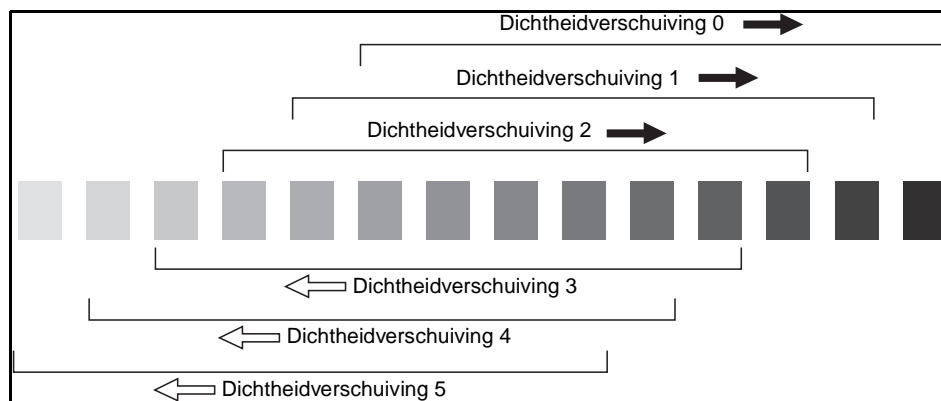 Dichtheidverschuiving 0
Dichtheidverschuiving 1
Dichtheidverschuiving 2
Dichtheidverschuiving 3
Dichtheidverschuiving 4
Dichtheidverschuiving 5